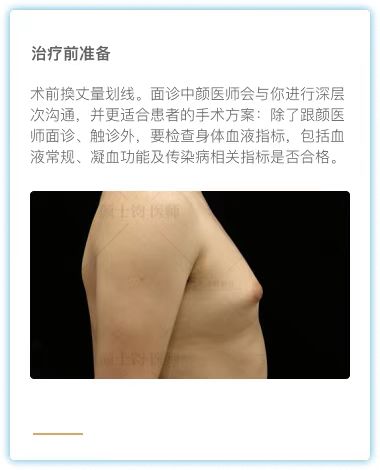 治疗前准备
术前换丈量划线。面诊中颜医师会与你进行深层
次沟通，并更适合患者的手术方案：除了跟颜医
师面诊、触诊外，要检查身体血液指标，包括血
液常规、凝血功能及传染病相关指标是否合格。